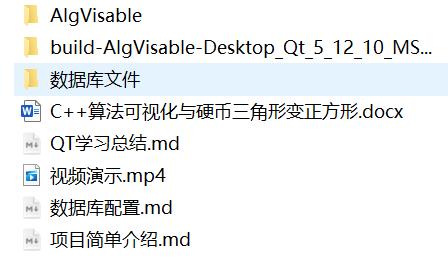 AlgVisable
build-AlgVisable-Desktop_Qt_5_12_10_MS...
数据库文件
C++算法可视化与硬币三角形变正方形.docx
QT学习总结.md
视频演示.mp4
数据库配置.md
项目简单介绍.md